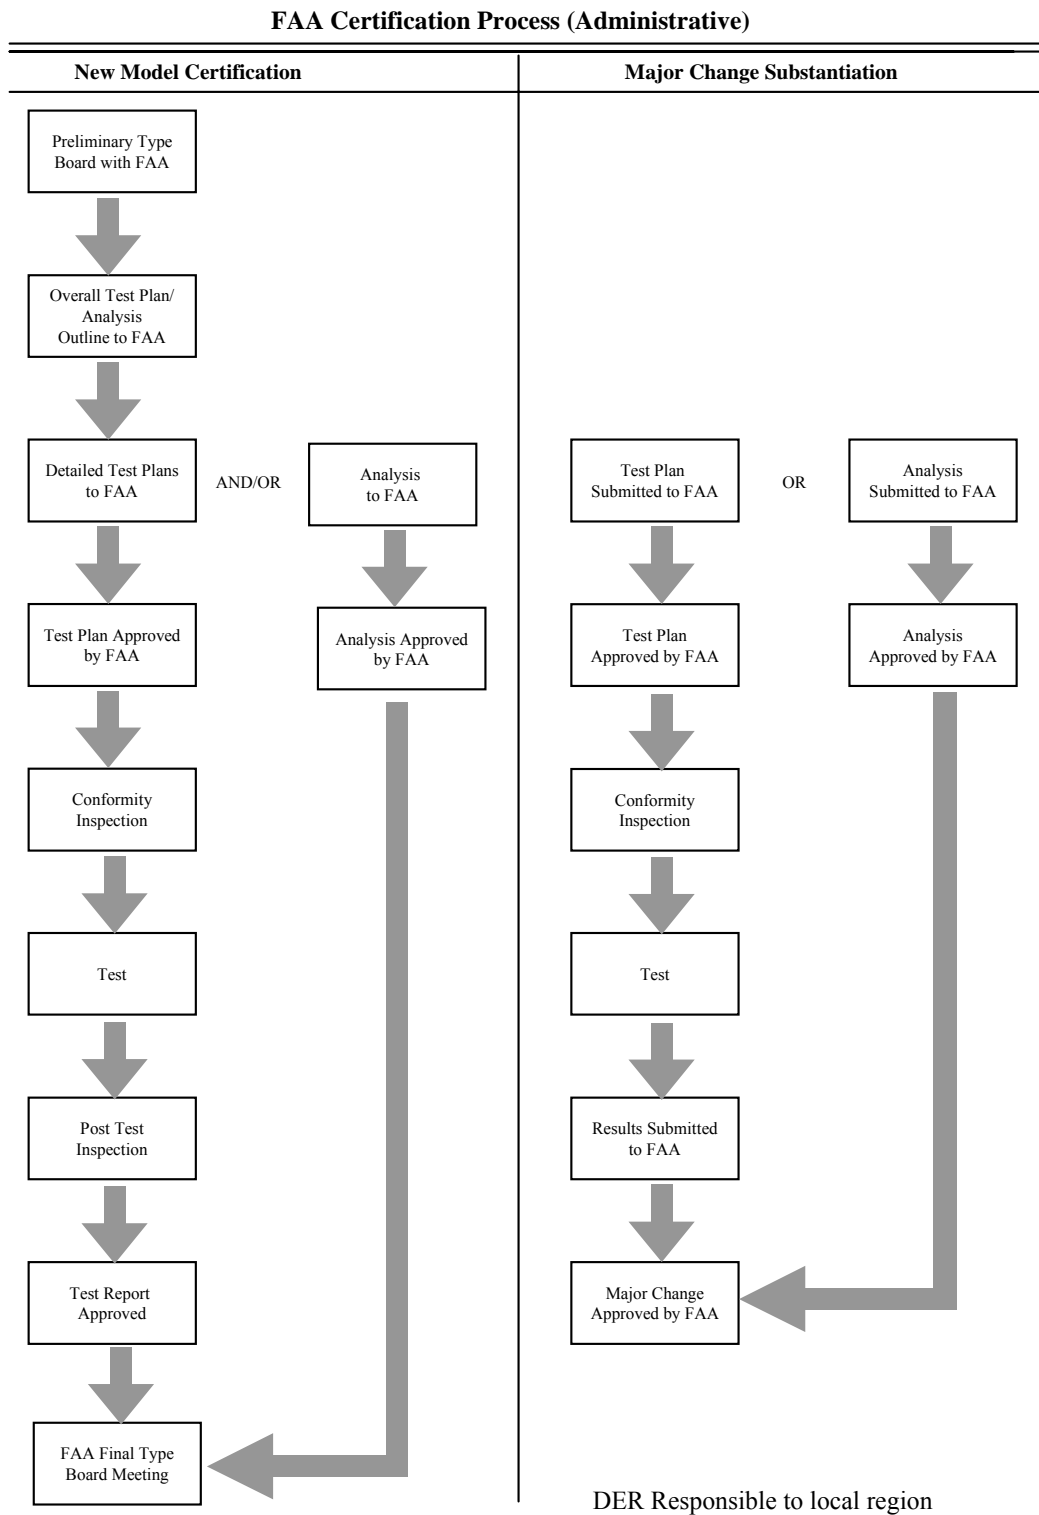 FAA Certification Process (Administrative)
New Model Certification
Preliminary Type
Board with FAA
Overall Test Plan/
Analysis
Outline to FAA
Detailed Test Plans
to FAA
AND/OR
Analysis
to FAA
Test Plan Approved
by FAA
Analysis Approved
by FAA
Conformity
Inspection
Test
Post Test
Inspection
Test Report
Approved
FAA Final Type
Board Meeting
Major Change Substantiation
Test Plan
Submitted to FAA
OR
Analysis
Submitted to FAA
Test Plan
Approved by FAA
Analysis
Approved by FAA
Conformity
Inspection
Test
Results Submitted
to FAA
Major Change
Approved by FAA
DER Responsible to local region